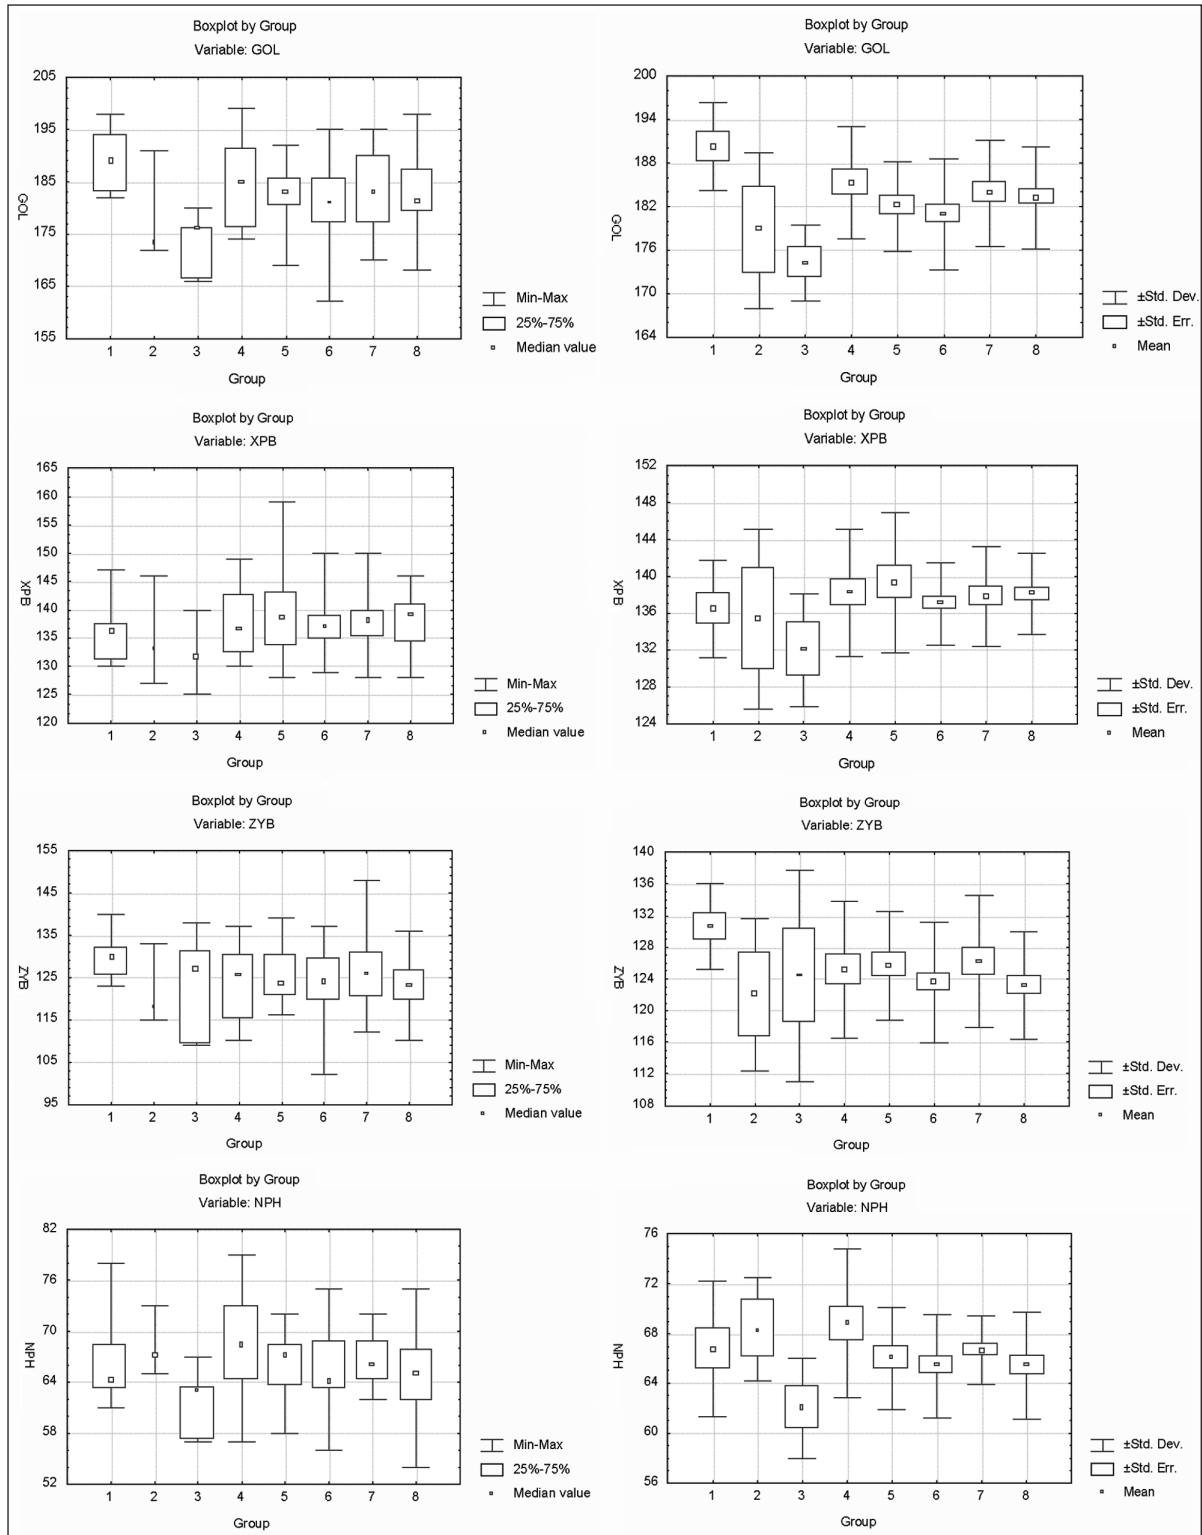 Boxplot by Group
Variable: GOL
205
195
185
175
165
155
GOL
1 2 3 4 5 6 7 8
Group
Min-Max
25%-75%
Median value
Boxplot by Group
Variable: GOL
200
194
188
182
176
170
164
GOL
1 2 3 4 5 6 7 8
Group
±Std. Dev.
±Std. Err.
Mean
Boxplot by Group
Variable: XPB
165
160
155
150
145
140
135
130
125
120
XPB
1 2 3 4 5 6 7 8
Group
Min-Max
25%-75%
Median value
Boxplot by Group
Variable: XPB
152
148
144
140
136
132
128
124
XPB
1 2 3 4 5 6 7 8
Group
±Std. Dev.
±Std. Err.
Mean
Boxplot by Group
Variable: ZYB
155
145
135
125
115
105
95
ZYB
1 2 3 4 5 6 7 8
Group
Min-Max
25%-75%
Median value
Boxplot by Group
Variable: ZYB
140
136
132
128
124
120
116
112
108
ZYB
1 2 3 4 5 6 7 8
Group
±Std. Dev.
±Std. Err.
Mean
Boxplot by Group
Variable: NPH
82
76
70
64
58
52
NPH
1 2 3 4 5 6 7 8
Group
Min-Max
25%-75%
Median value
Boxplot by Group
Variable: NPH
76
72
68
64
60
56
NPH
1 2 3 4 5 6 7 8
Group
±Std. Dev.
±Std. Err.
Mean